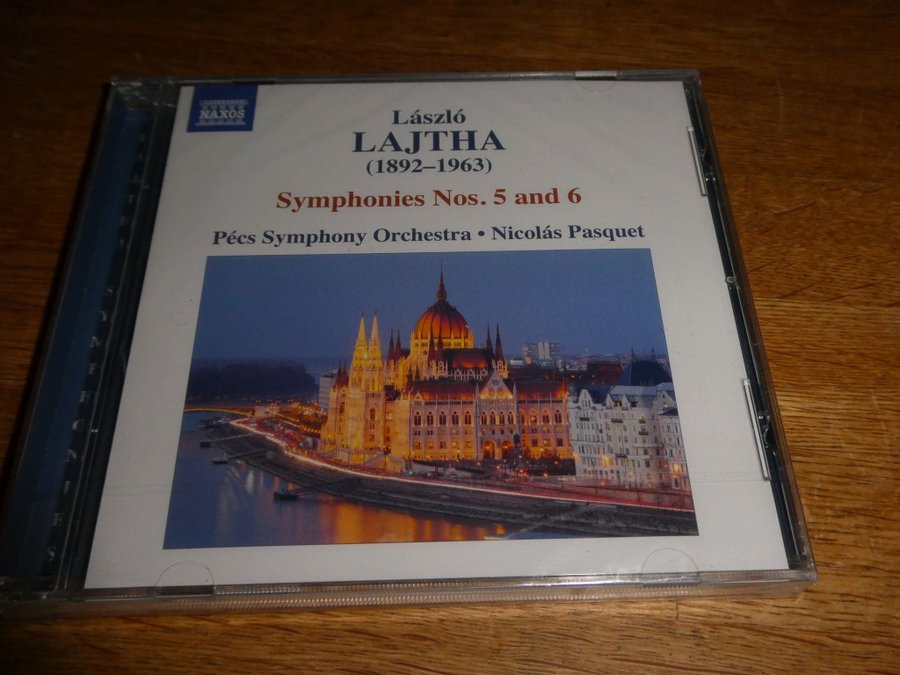 NAXOS
László
LAJTHA
(1892–1963)
Symphonies Nos. 5 and 6
Pécs Symphony Orchestra • Nicolás Pasquet